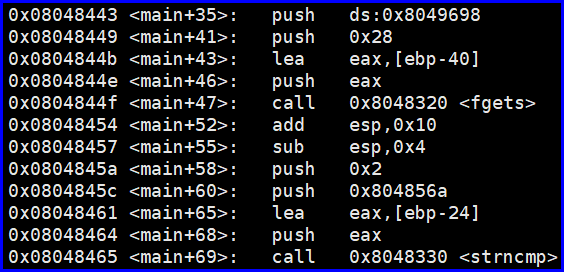 0x08048443 <main+35>: push ds:0x8049698
0x08048449 <main+41>: push 0x28
0x0804844b <main+43>: lea eax,[ebp-40]
0x0804844e <main+46>: push eax
0x0804844f <main+47>: call 0x8048320 <fgets>
0x08048454 <main+52>: add esp,0x10
0x08048457 <main+55>: sub esp,0x4
0x0804845a <main+58>: push 0x2
0x0804845c <main+60>: push 0x804856a
0x08048461 <main+65>: lea eax,[ebp-24]
0x08048464 <main+68>: push eax
0x08048465 <main+69>: call 0x8048330 <strncmp>